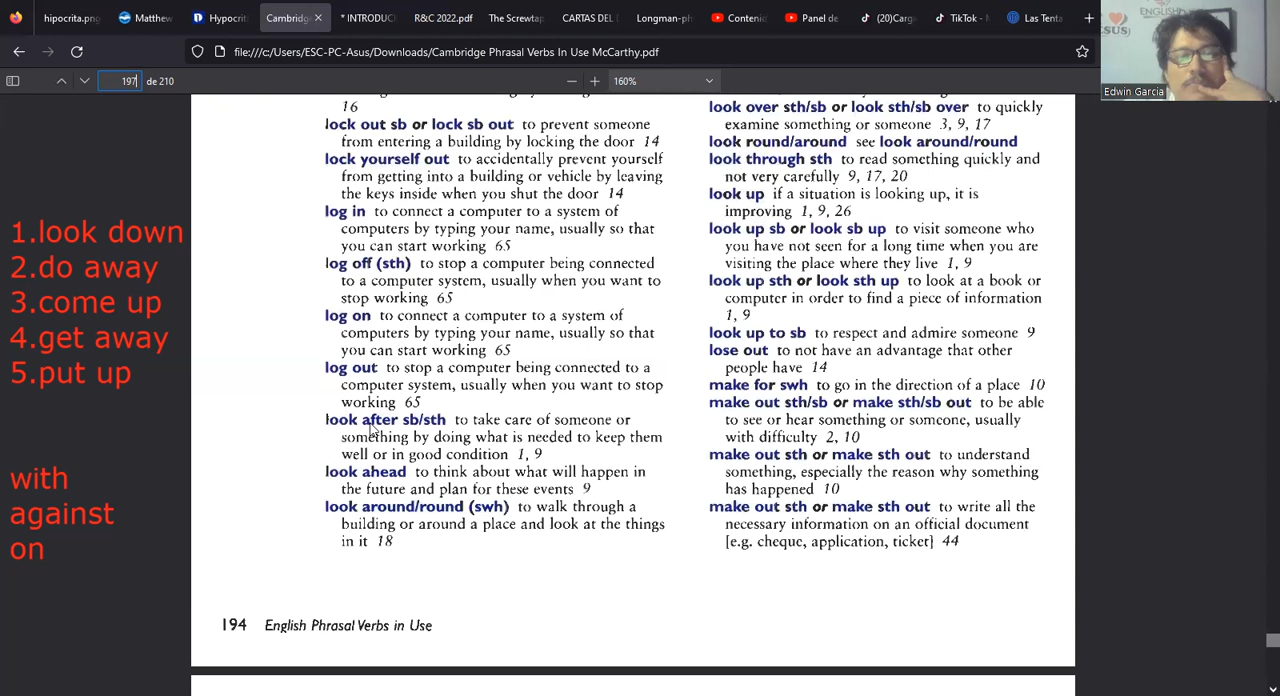 hipocrita.png
Matthew
Hypocrit
Cambridge
* INTRODUC
R&C 2022.pdf
The Screwtap
CARTAS DEL
Longman-ph
Contenid
Panel de
(20)Carg
TikTok -
Las Tenta
file:///c:/Users/ESC-PC-Asus/Downloads/Cambridge Phrasal Verbs In Use McCarthy.pdf
197
de 210
160%
ENGLISH
Edwin Garcia
1.look down
2.do away
3.come up
4.get away
5.put up
with
against
on
16
lock out sb or lock sb out to prevent someone
from entering a building by locking the door 14
lock yourself out to accidentally prevent yourself
from getting into a building or vehicle by leaving
the keys inside when you shut the door 14
log in to connect a computer to a system of
computers by typing your name, usually so that
you can start working 65
log off (sth) to stop a computer being connected
to a computer system, usually when you want to
stop working 65
log on to connect a computer to a system of
computers by typing your name, usually so that
you can start working 65
log out to stop a computer being connected to a
computer system, usually when you want to stop
working 65
look after sb/sth to take care of someone or
something by doing what is needed to keep them
well or in good condition 1, 9
look ahead to think about what will happen in
the future and plan for these events 9
look around/round (swh) to walk through a
building or around a place and look at the things
in it 18
look over sth/sb or look sth/sb over to quickly
examine something or someone 3, 9, 17
look round/around see look around/round
look through sth to read something quickly and
not very carefully 9, 17, 20
look up if a situation is looking up, it is
improving 1, 9, 26
look up sb or look sb up to visit someone who
you have not seen for a long time when you are
visiting the place where they live 1, 9
look up sth or look sth up to look at a book or
computer in order to find a piece of information
1, 9
look up to sb to respect and admire someone 9
lose out to not have an advantage that other
people have 14
make for swh to go in the direction of a place 10
make out sth/sb or make sth/sb out to be able
to see or hear something or someone, usually
with difficulty 2, 10
make out sth or make sth out to understand
something, especially the reason why something
has happened 10
make out sth or make sth out to write all the
necessary information on an official document
[e.g. cheque, application, ticket] 44
194 English Phrasal Verbs in Use